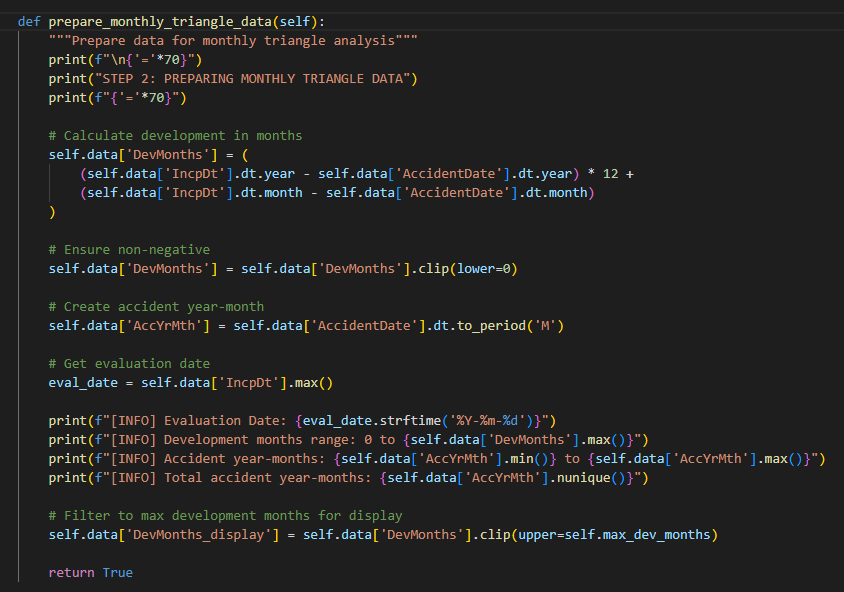 def prepare_monthly_triangle_data(self):
    """Prepare data for monthly triangle analysis"""
    print(f"\n{'='*70}")
    print("STEP 2: PREPARING MONTHLY TRIANGLE DATA")
    print(f"{'='*70}")

    # Calculate development in months
    self.data['DevMonths'] = (
        (self.data['IncpDt'].dt.year - self.data['AccidentDate'].dt.year) * 12 +
        (self.data['IncpDt'].dt.month - self.data['AccidentDate'].dt.month)
    )

    # Ensure non-negative
    self.data['DevMonths'] = self.data['DevMonths'].clip(lower=0)

    # Create accident year-month
    self.data['AccYrMth'] = self.data['AccidentDate'].dt.to_period('M')

    # Get evaluation date
    eval_date = self.data['IncpDt'].max()

    print(f"[INFO] Evaluation Date: {eval_date.strftime('%Y-%m-%d')}")
    print(f"[INFO] Development months range: 0 to {self.data['DevMonths'].max()}")
    print(f"[INFO] Accident year-months: {self.data['AccYrMth'].min()} to {self.data['AccYrMth'].max()}")
    print(f"[INFO] Total accident year-months: {self.data['AccYrMth'].nunique()}")

    # Filter to max development months for display
    self.data['DevMonths_display'] = self.data['DevMonths'].clip(upper=self.max_dev_months)

    return True